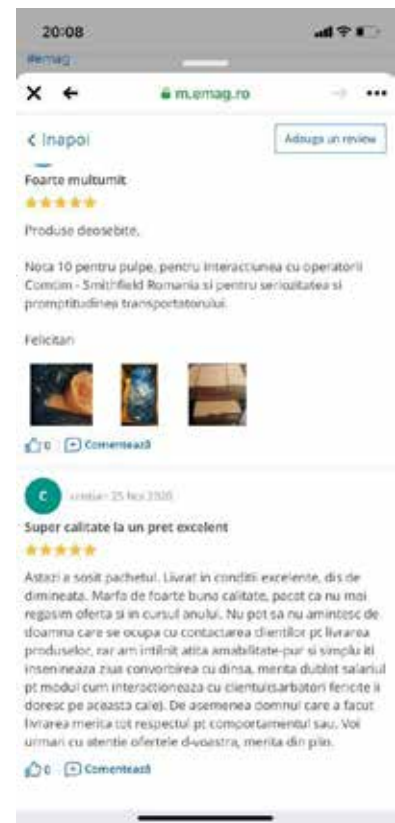 20:08
#emag
m.emag.ro
Inapoi
Adauga un review
Foarte multumit
Produse deosebite,
Nota 10 pentru pulpe, pentru interactiunea cu operatorii
Comtim - Smithfield Romania si pentru seriozitatea si
promptitudinea transportatorului.
Felicitari
0 Comentează
C
cristian 25 Noi 2020
Super calitate la un pret excelent
Astazi a sosit pachetul. Livrat in conditii excelente, dis de
dimineata. Marfa de foarte buna calitate, pacat ca nu mai
regasim oferta si in cursul anului. Nu pot sa nu amintesc de
doamna care se ocupa cu contactarea clientilor pt livrarea
produselor, rar am intilnit atita amabilitate-pur si simplu iti
insenineaza ziua convorbirea cu dinsa, merita dublat salariul
pt modul cum interactioneaza cu clientul(sarbatori fericite ii
doresc pe aceasta cale). De asemenea domnul care a facut
livrarea merita tot respectul pt comportamentul sau. Voi
urmari cu atentie ofertele d-voastra, merita din plin.
0 Comentează